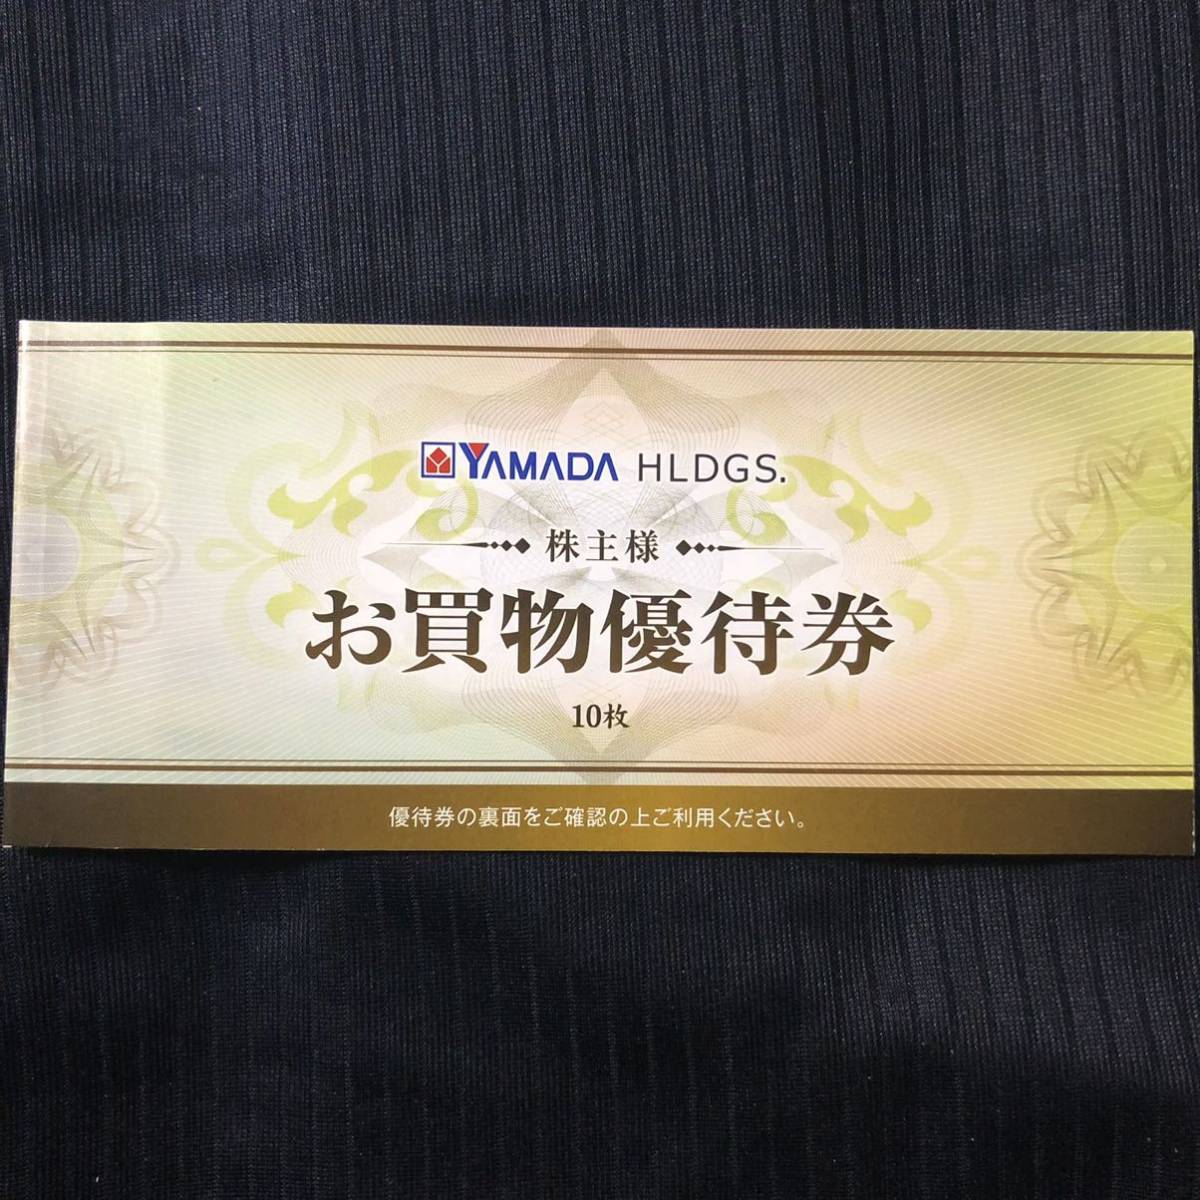 YAMADA HLDGS.
株主様
お買物優待券
10枚
優待券の裏面をご確認の上ご利用ください。